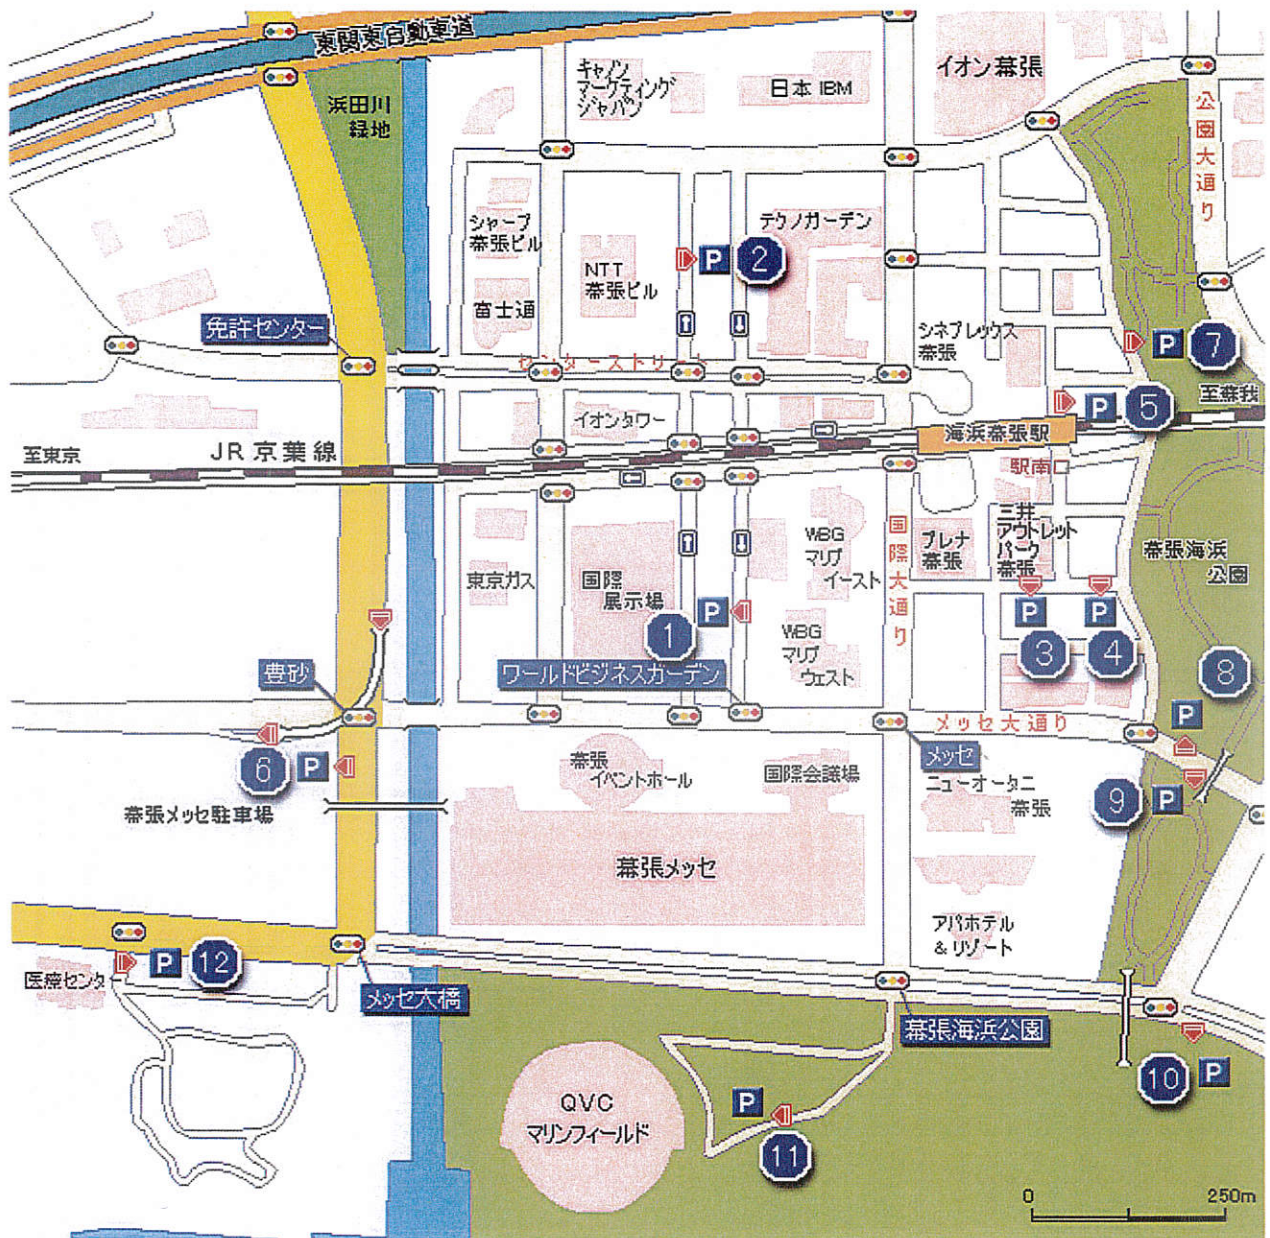 東関東自動車道
浜田川
緑地
キャノン
マーケティング
ジャパン
日本 IBM
イオン幕張
公園大通り
シャープ
幕張ビル
NTT
幕張ビル
富士通
P
2
テクノガーデン
免許センター
センターストリート
シネプレックス
幕張
P
7
至蘇我
P
5
イオンタワー
海浜幕張駅
至東京
JR 京葉線
駅南口
東京ガス
国際
展示場
P
1
WBG
マリブ
イースト
WBG
マリブ
ウェスト
国際大通り
プレナ
幕張
三井
アウトレット
パーク
幕張
P
3
P
4
幕張海浜
公園
8
P
豊砂
ワールドビジネスガーデン
メッセ大通り
6
P
幕張メッセ駐車場
幕張
イベントホール
国際会議場
メッセ
ニューオータニ
幕張
9
P
幕張メッセ
アパホテル
&リゾート
医療センター
P
12
メッセ大橋
幕張海浜公園
10
P
QVC
マリンフィールド
P
11
0
250m